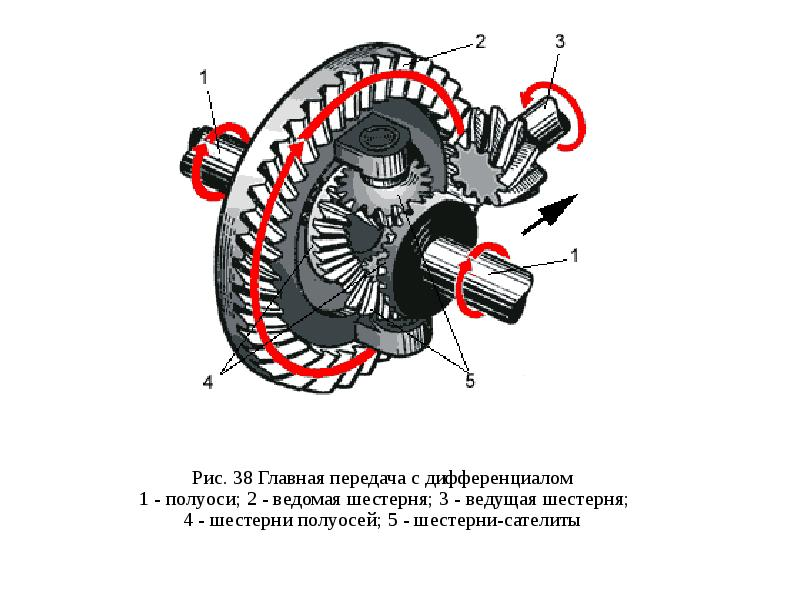 2
3
1
1
4
5
Рис. 38 Главная передача с дифференциалом
1 - полуоси; 2 - ведомая шестерня; 3 - ведущая шестерня;
4 - шестерни полуосей; 5 - шестерни-сателиты